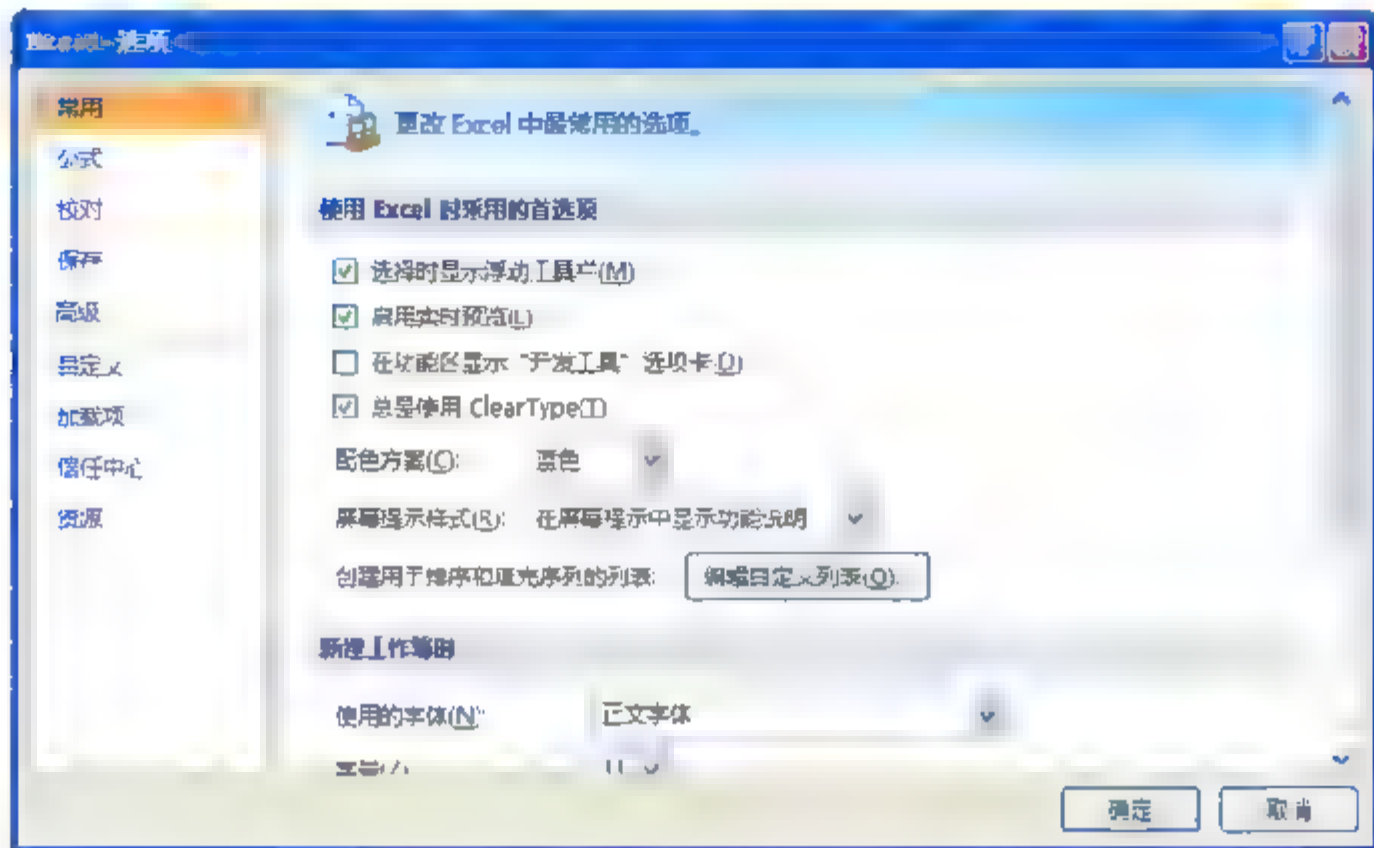 Excel 选项
常用
公式
校对
保存
高级
自定义
加载项
信任中心
资源
更改 Excel 中最常用的选项。
使用 Excel 时采用的首选项
选择时显示浮动工具栏(M)
启用实时预览(L)
在功能区显示“开发工具”选项卡(D)
总是使用 ClearType(T)
配色方案(C): 蓝色
屏幕提示样式(R): 在屏幕提示中显示功能说明
创建用于排序和填充序列的列表: 编辑自定义列表(O)...
新建工作簿时
使用的字体(N): 正文字体
字号(Z): 11
确定 取消